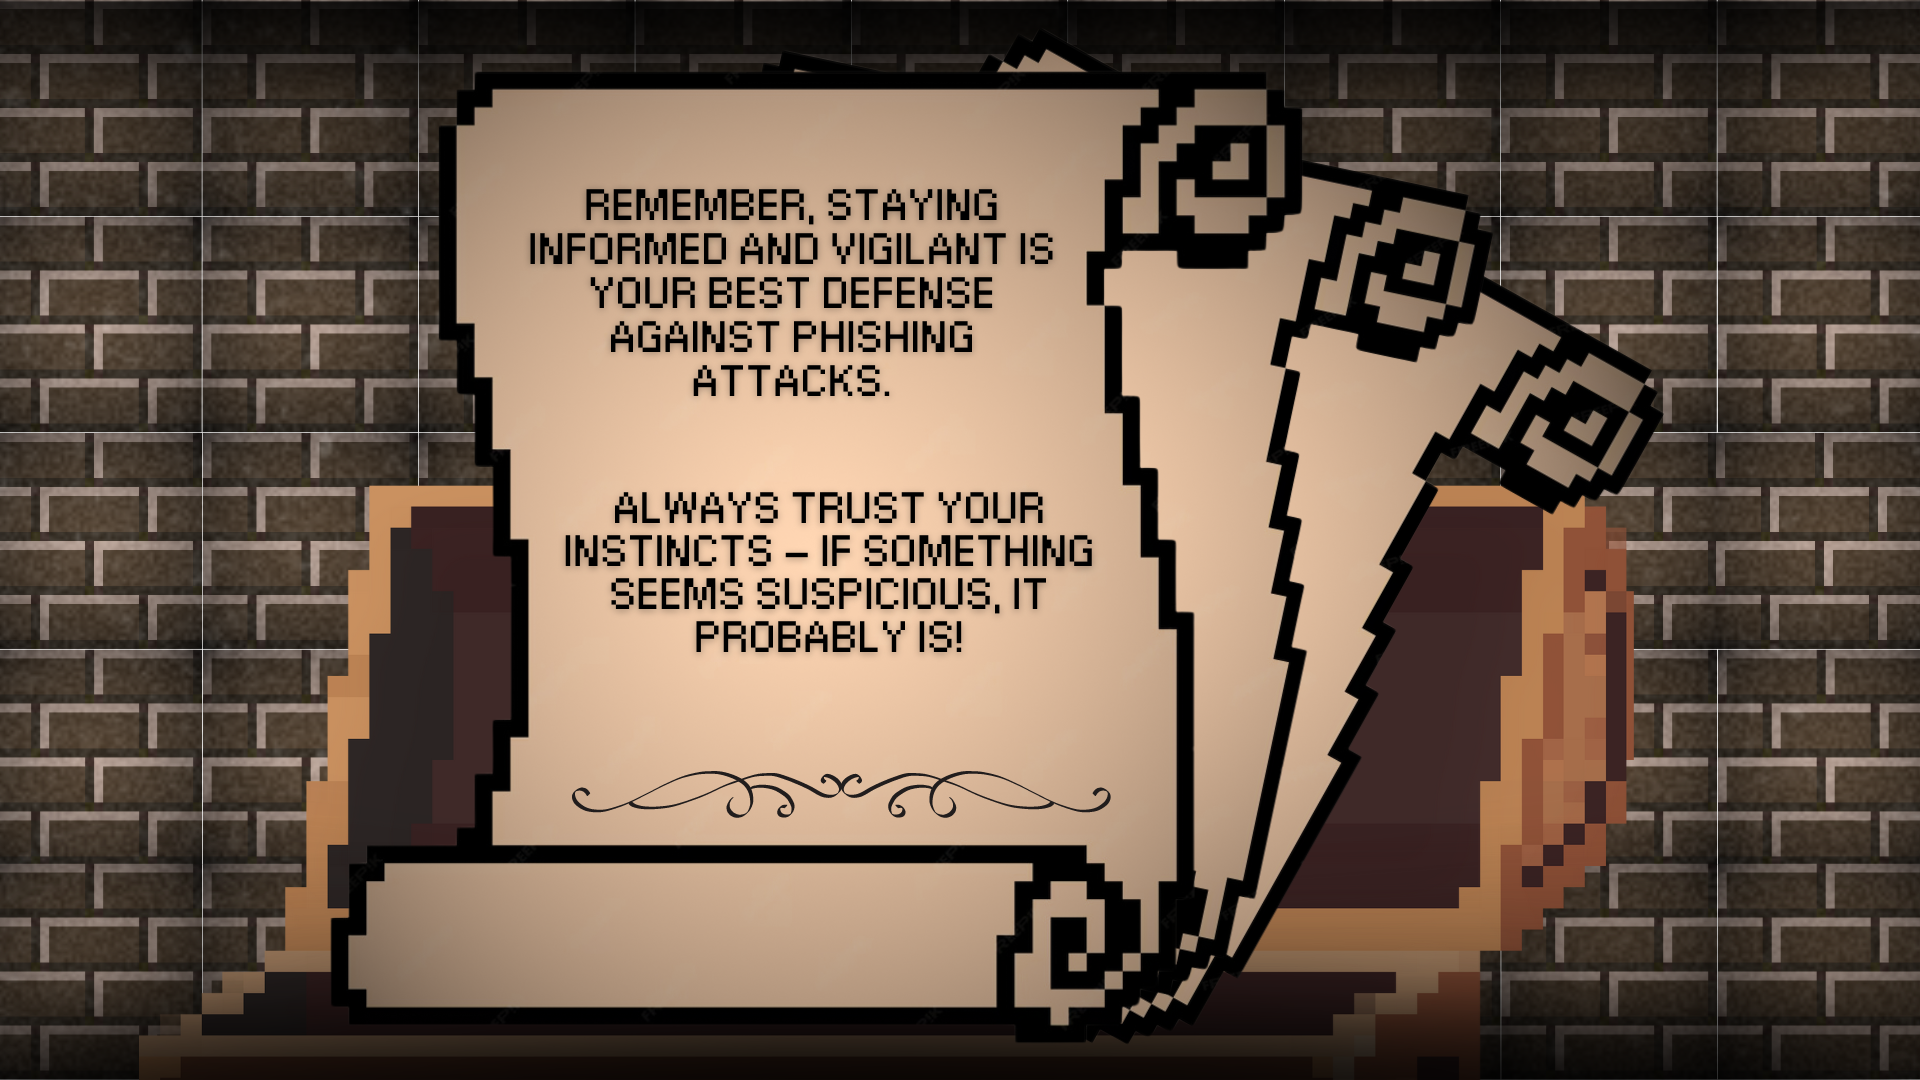 REMEMBER, STAYING
INFORMED AND VIGILANT IS
YOUR BEST DEFENSE
AGAINST PHISHING
ATTACKS.
ALWAYS TRUST YOUR
INSTINCTS – IF SOMETHING
SEEMS SUSPICIOUS, IT
PROBABLY IS!